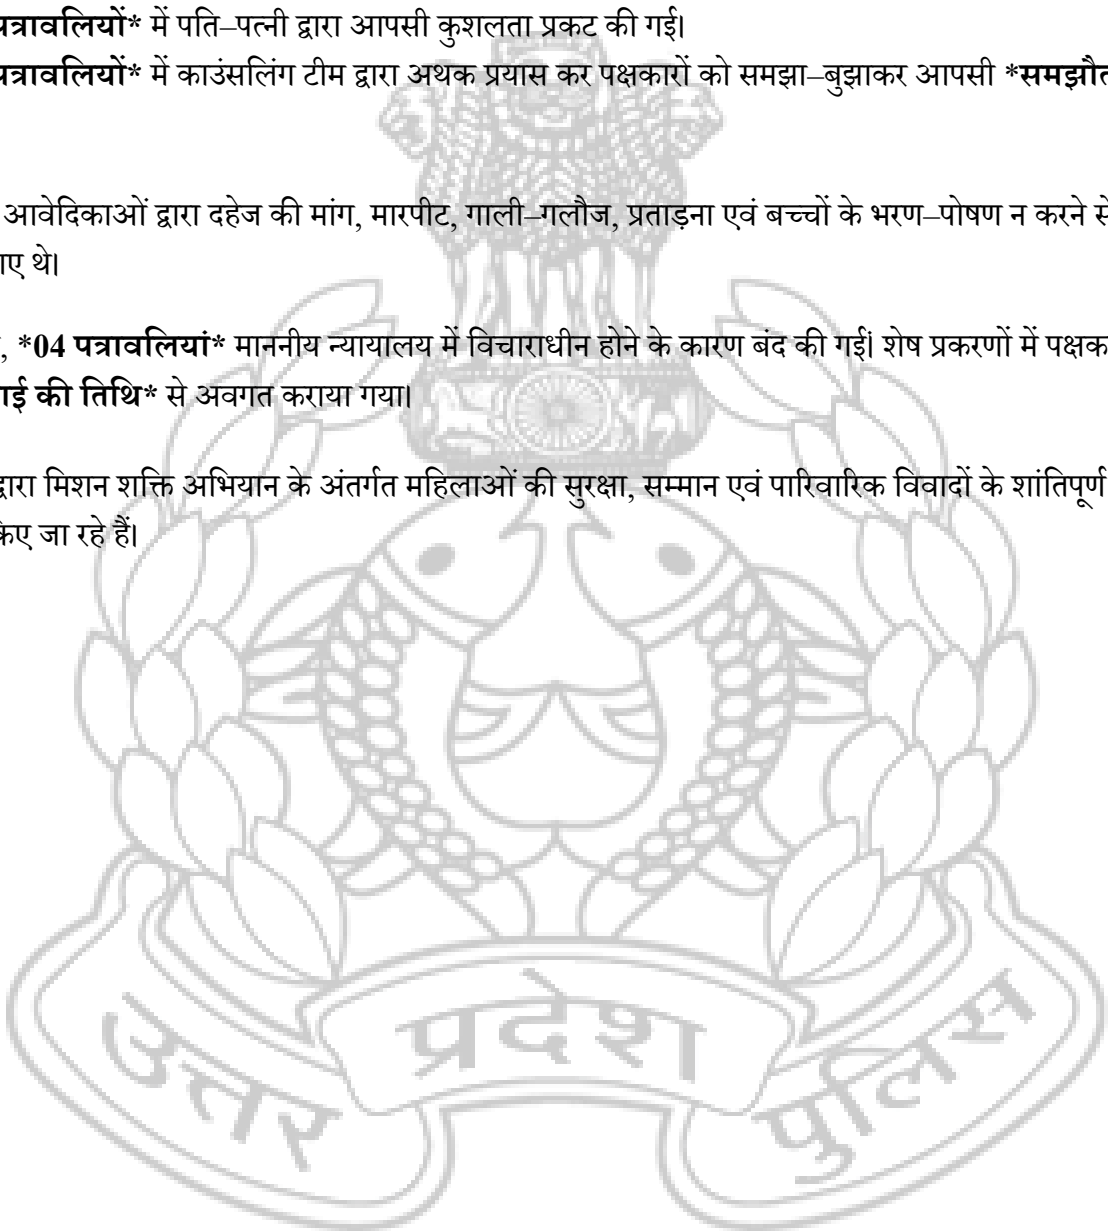 पत्रावलियों* में पति–पत्नी द्वारा आपसी कुशलता प्रकट की गई।
पत्रावलियों* में काउंसलिंग टीम द्वारा अथक प्रयास कर पक्षकारों को समझा–बुझाकर आपसी *समझौत
आवेदिकाओं द्वारा दहेज की मांग, मारपीट, गाली–गलौज, प्रताड़ना एवं बच्चों के भरण–पोषण न करने से
ाए थे।
, *04 पत्रावलियां* माननीय न्यायालय में विचाराधीन होने के कारण बंद की गईं। शेष प्रकरणों में पक्षक
ाई की तिथि* से अवगत कराया गया।
द्वारा मिशन शक्ति अभियान के अंतर्गत महिलाओं की सुरक्षा, सम्मान एवं पारिवारिक विवादों के शांतिपूर्ण
किए जा रहे हैं।
उत्तर प्रदेश पुलिस